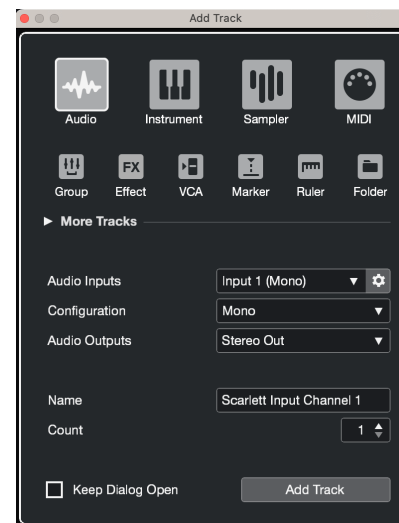 Add Track
Audio Instrument Sampler MIDI
FX
Group Effect VCA Marker Ruler Folder
More Tracks
Audio Inputs Input 1 (Mono)
Configuration Mono
Audio Outputs Stereo Out
Name Scarlett Input Channel 1
Count 1
Keep Dialog Open Add Track